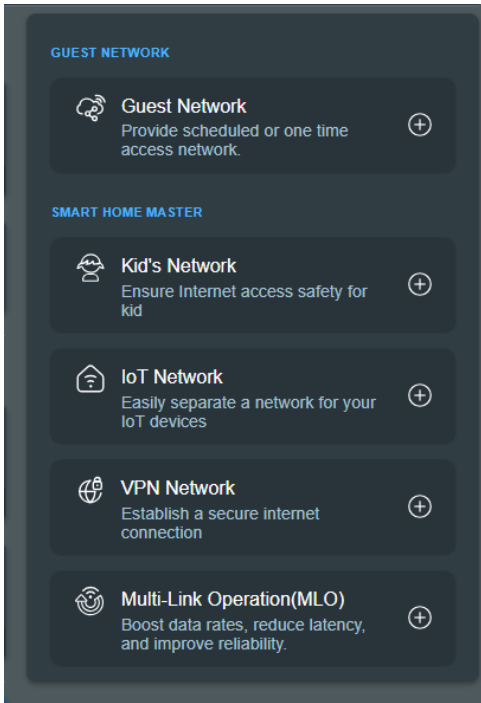 GUEST NETWORK
Guest Network
Provide scheduled or one time
access network.
SMART HOME MASTER
Kid's Network
Ensure Internet access safety for
kid
IoT Network
Easily separate a network for your
IoT devices
VPN Network
Establish a secure internet
connection
Multi-Link Operation(MLO)
Boost data rates, reduce latency,
and improve reliability.